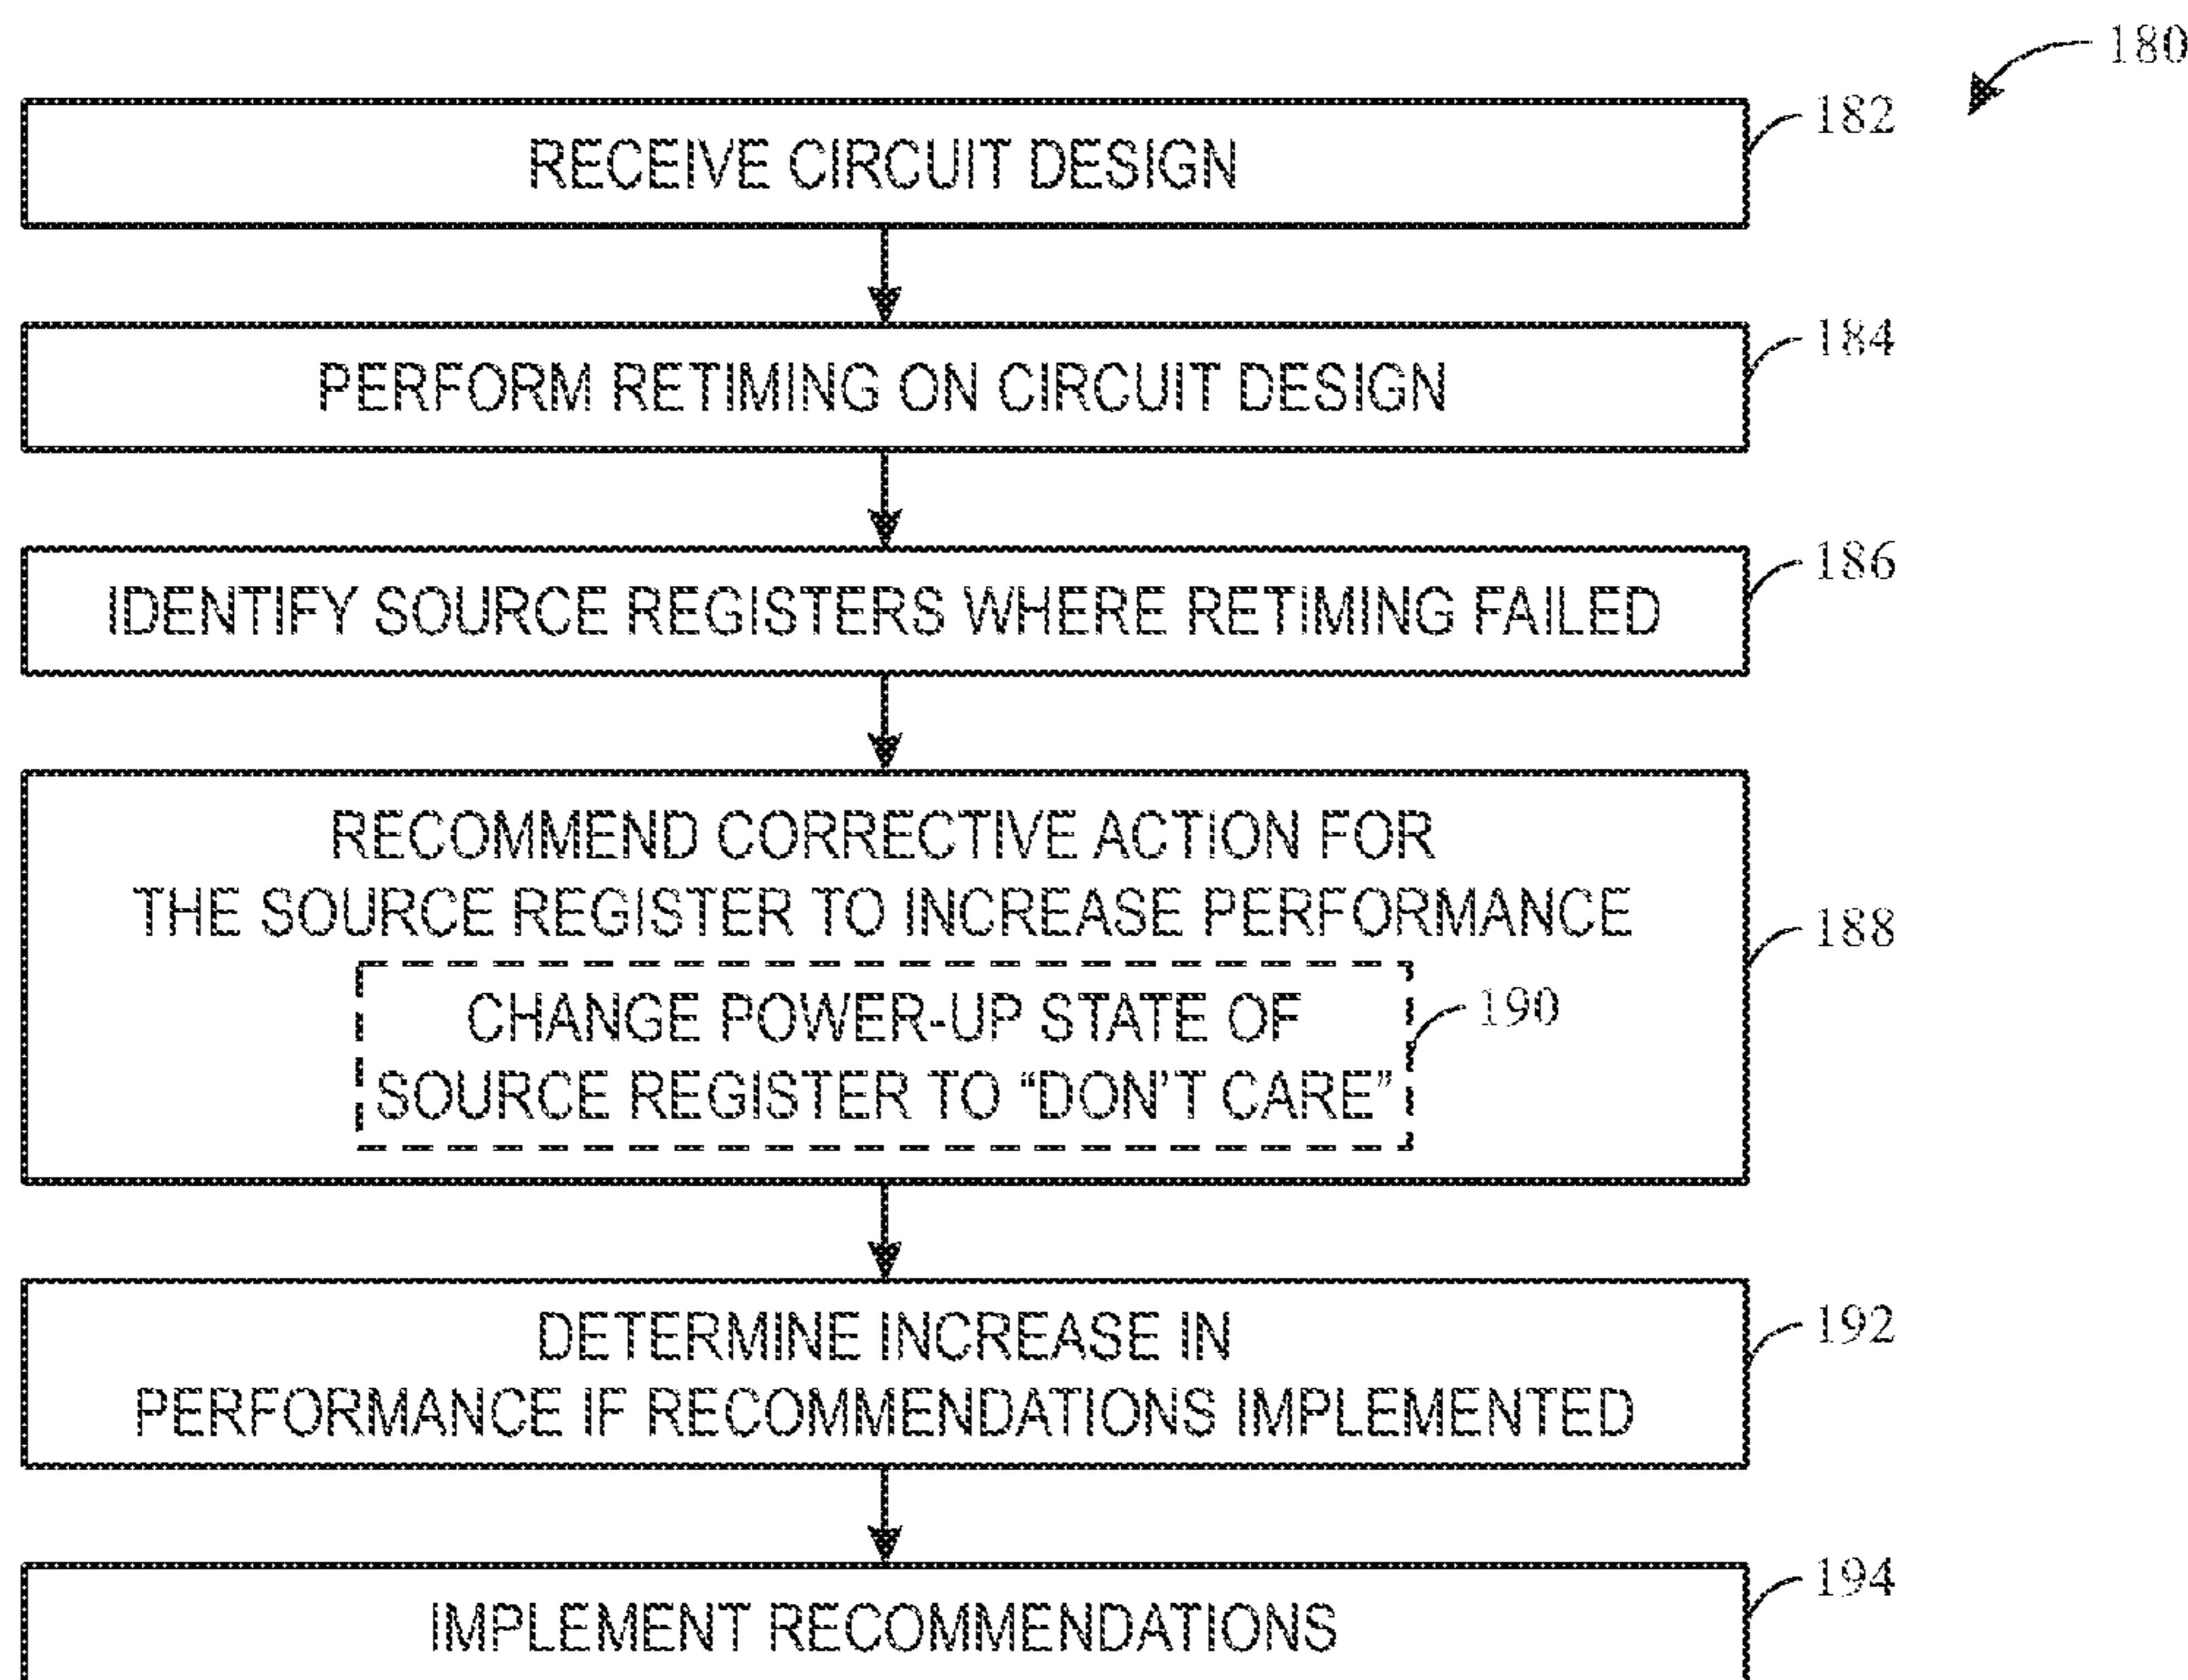 180
182
RECEIVE CIRCUIT DESIGN
184
PERFORM RETIMING ON CIRCUIT DESIGN
186
IDENTIFY SOURCE REGISTERS WHERE RETIMING FAILED
RECOMMEND CORRECTIVE ACTION FOR
THE SOURCE REGISTER TO INCREASE PERFORMANCE
188
CHANGE POWER-UP STATE OF
190
SOURCE REGISTER TO “DON’T CARE”
DETERMINE INCREASE IN
192
PERFORMANCE IF RECOMMENDATIONS IMPLEMENTED
194
IMPLEMENT RECOMMENDATIONS